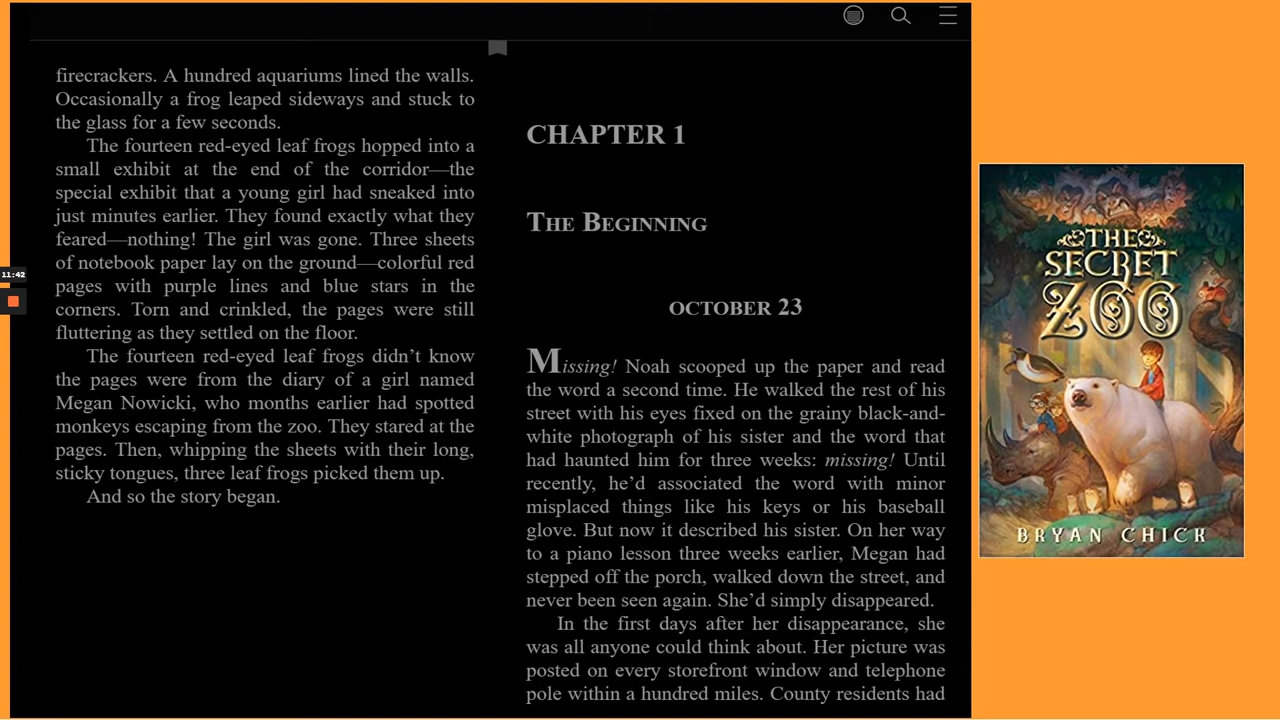 firecrackers. A hundred aquariums lined the walls.
Occasionally a frog leaped sideways and stuck to
the glass for a few seconds.
The fourteen red-eyed leaf frogs hopped into a
small exhibit at the end of the corridor—the
special exhibit that a young girl had sneaked into
just minutes earlier. They found exactly what they
feared—nothing! The girl was gone. Three sheets
of notebook paper lay on the ground—colorful red
pages with purple lines and blue stars in the
corners. Torn and crinkled, the pages were still
fluttering as they settled on the floor.
The fourteen red-eyed leaf frogs didn’t know
the pages were from the diary of a girl named
Megan Nowicki, who months earlier had spotted
monkeys escaping from the zoo. They stared at the
pages. Then, whipping the sheets with their long,
sticky tongues, three leaf frogs picked them up.
And so the story began.
11:42
CHAPTER 1
THE BEGINNING
OCTOBER 23
Missing! Noah scooped up the paper and read
the word a second time. He walked the rest of his
street with his eyes fixed on the grainy black-and-
white photograph of his sister and the word that
had haunted him for three weeks: missing! Until
recently, he’d associated the word with minor
misplaced things like his keys or his baseball
glove. But now it described his sister. On her way
to a piano lesson three weeks earlier, Megan had
stepped off the porch, walked down the street, and
never been seen again. She’d simply disappeared.
In the first days after her disappearance, she
was all anyone could think about. Her picture was
posted on every storefront window and telephone
pole within a hundred miles. County residents had
THE
SECRET
ZOO
BRYAN CHICK